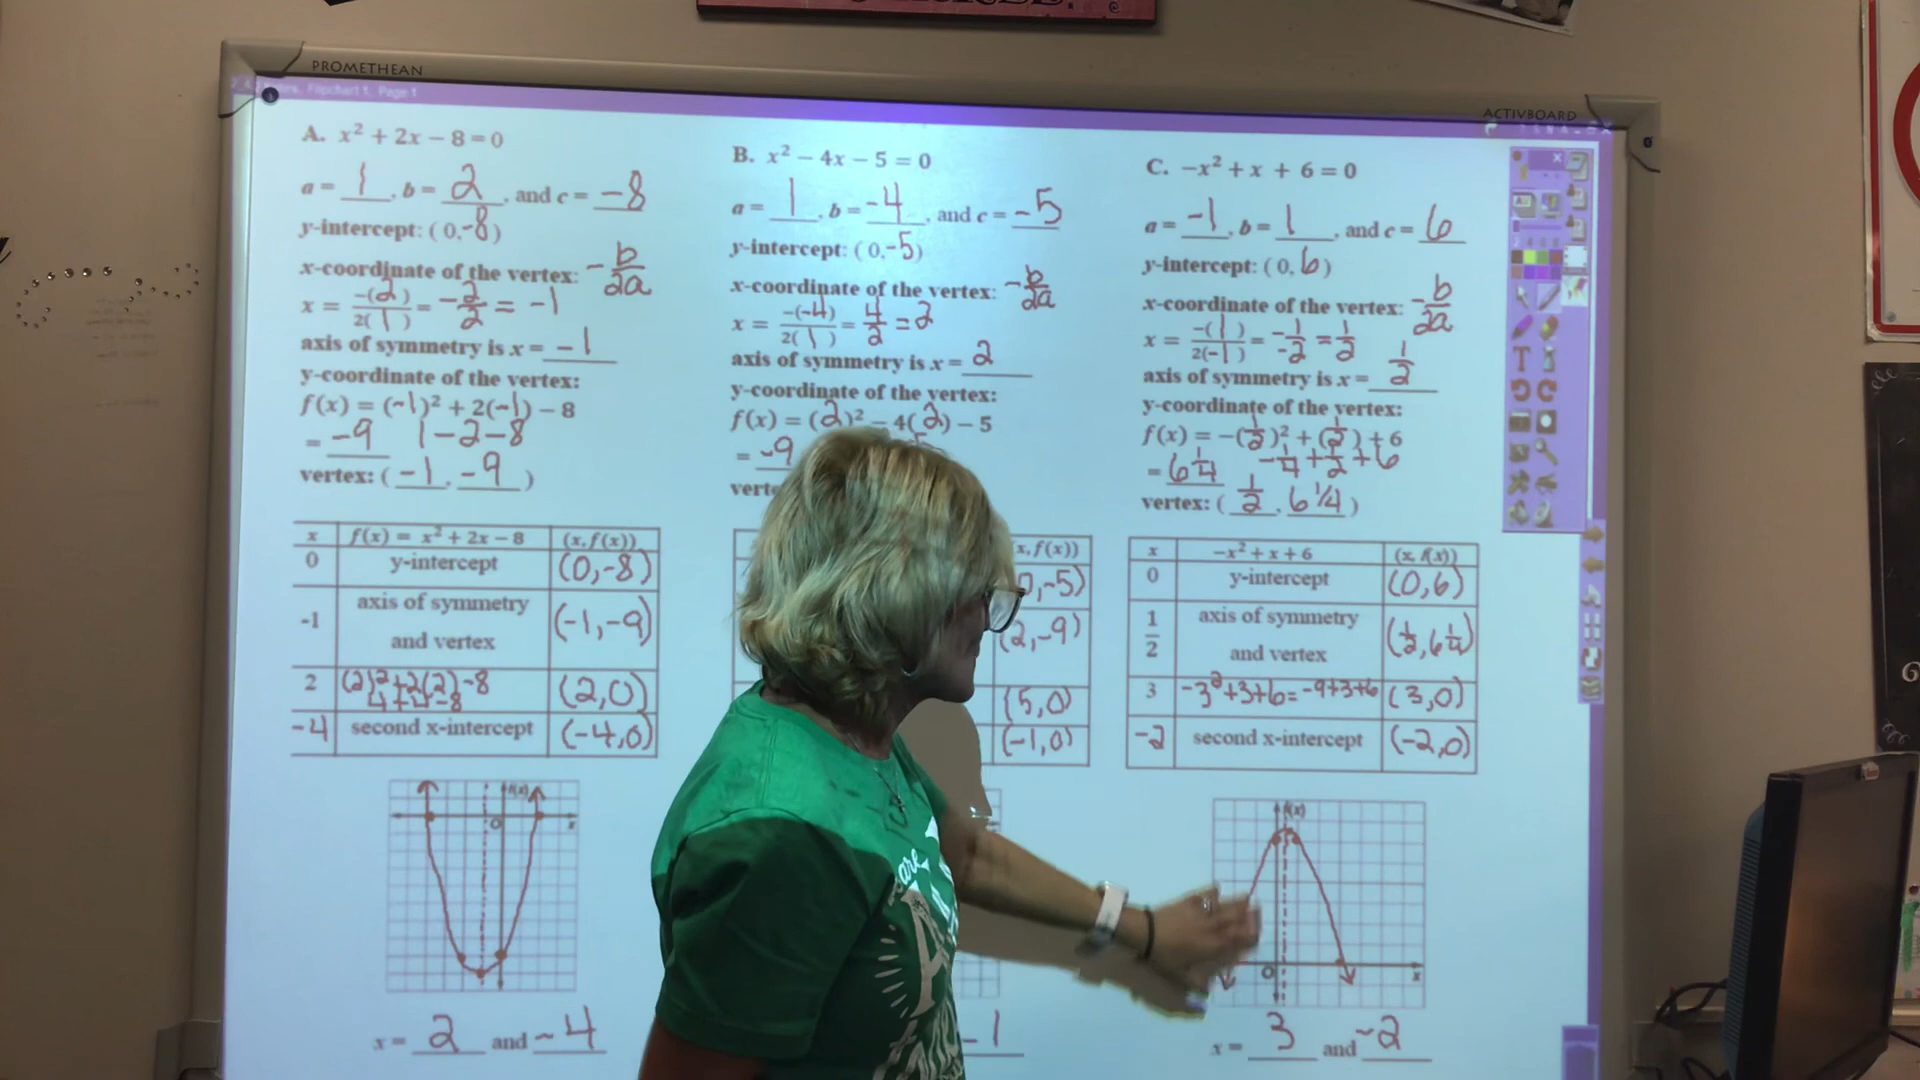 PROMETHEAN
ACTIVBOARD
Flipchart 1, Page 1
A. x² + 2x − 8 = 0
a = 1, b = 2, and c = −8
y-intercept: (0,−8)
x-coordinate of the vertex: −b/2a
x = −(2)/2(1) = −2/2 = −1
axis of symmetry is x = −1
y-coordinate of the vertex:
f(x) = (−1)² + 2(−1) − 8
= −9 1−2−8
vertex: (−1, −9)
x f(x) = x² + 2x − 8 (x, f(x))
0 y-intercept (0,−8)
-1 axis of symmetry and vertex (−1,−9)
2 (2)²+2(2)−8 4+4−8 (2,0)
−4 second x-intercept (−4,0)
f(x)
O x
x = 2 and −4
B. x² − 4x − 5 = 0
a = 1, b = −4, and c = −5
y-intercept: (0,−5)
x-coordinate of the vertex: −b/2a
x = −(−4)/2(1) = 4/2 = 2
axis of symmetry is x = 2
y-coordinate of the vertex:
f(x) = (2)² − 4(2) − 5
= −9
x, f(x))
,−5)
(2,−9)
(5,0)
(−1,0)
−1
C. −x² + x + 6 = 0
a = −1, b = 1, and c = 6
y-intercept: (0, 6)
x-coordinate of the vertex: −b/2a
x = −(1)/2(−1) = −1/−2 = 1/2
axis of symmetry is x = 1/2
y-coordinate of the vertex:
f(x) = −(1/2)² + (1/2) + 6
= 6 1/4 −1/4+1/2+6
vertex: (1/2, 6 1/4)
x −x² + x + 6 (x, f(x))
0 y-intercept (0,6)
1/2 axis of symmetry and vertex (1/2, 6 1/4)
3 −3²+3+6=−9+3+6 (3,0)
−2 second x-intercept (−2,0)
f(x)
O x
x = 3 and −2
are